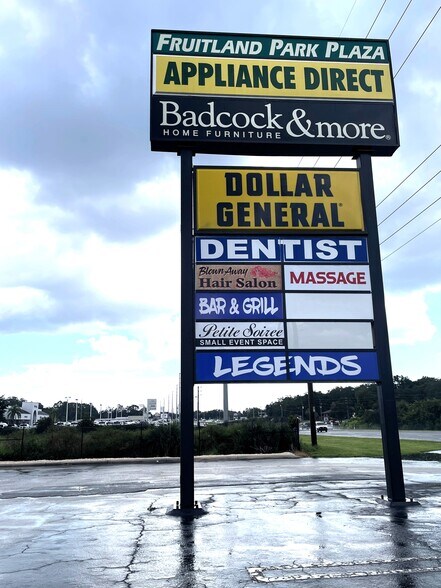 FRUITLAND PARK PLAZA
APPLIANCE DIRECT
Badcock &more®
HOME FURNITURE
DOLLAR
GENERAL
DENTIST
Blown Away
Hair Salon
MASSAGE
BAR & GRILL
Petite Soiree
SMALL EVENT SPACE
LEGENDS